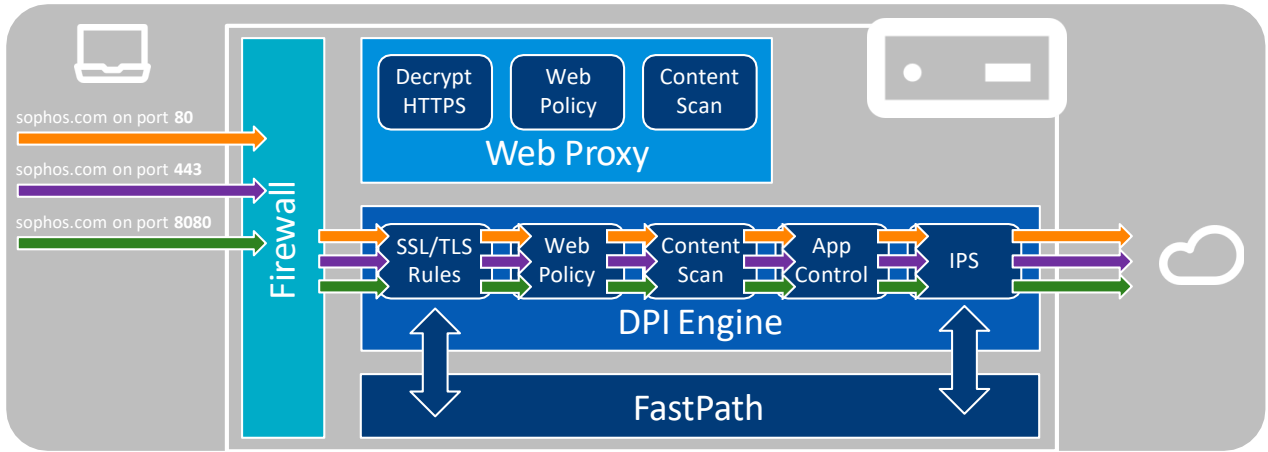 sophos.com on port 80
sophos.com on port 443
sophos.com on port 8080
Firewall
Decrypt
HTTPS
Web
Policy
Content
Scan
Web Proxy
SSL/TLS
Rules
Web
Policy
Content
Scan
App
Control
IPS
DPI Engine
FastPath